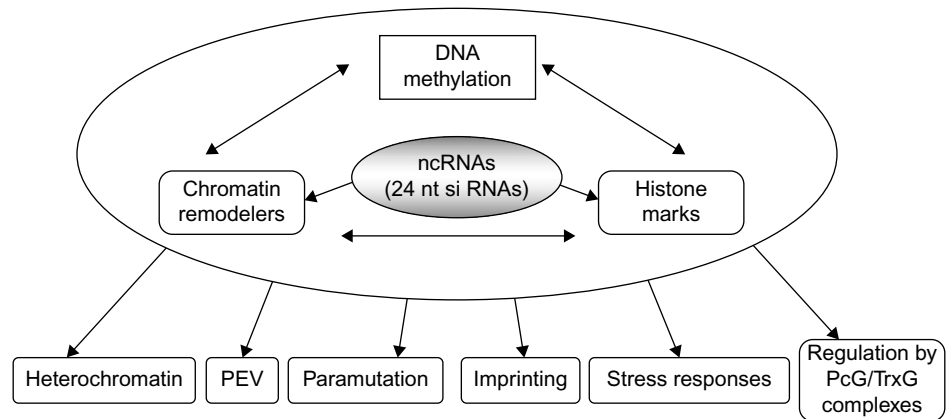 DNA
methylation
ncRNAs
(24 nt si RNAs)
Chromatin
remodelers
Histone
marks
Heterochromatin
PEV
Paramutation
Imprinting
Stress responses
Regulation by
PcG/TrxG
complexes